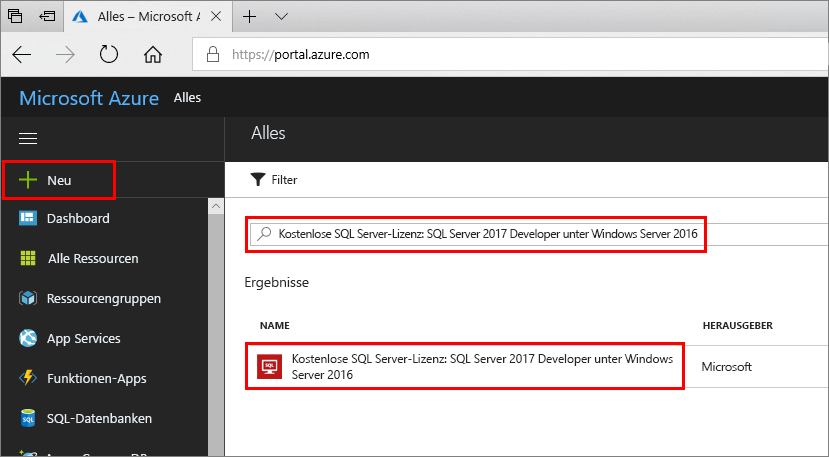 Alles – Microsoft A
https://portal.azure.com
Microsoft Azure Alles
Alles
Neu
Filter
Dashboard
Kostenlose SQL Server-Lizenz: SQL Server 2017 Developer unter Windows Server 2016
Alle Ressourcen
Ressourcengruppen
App Services
Funktionen-Apps
SQL-Datenbanken
Ergebnisse
NAME HERAUSGEBER
SQL
Kostenlose SQL Server-Lizenz: SQL Server 2017 Developer unter Windows
Server 2016
Microsoft